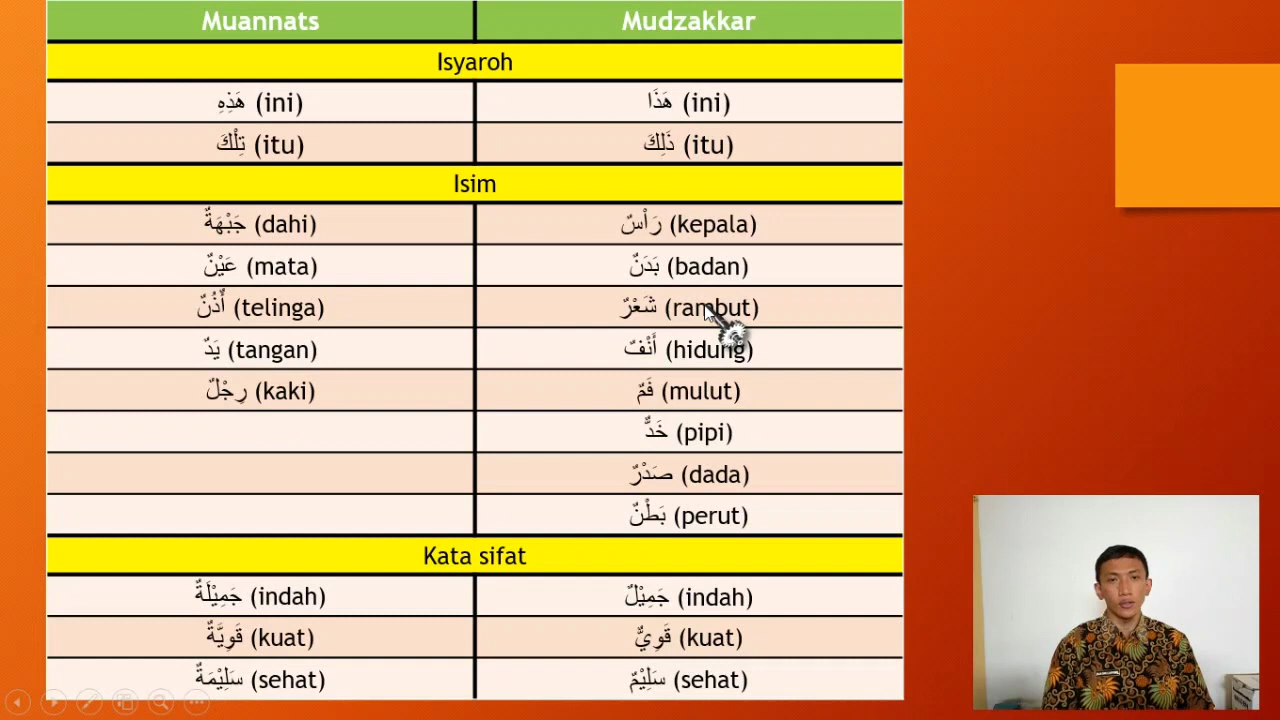 Muannats Mudzakkar
Isyaroh
هَذِهِ (ini) هَذَا (ini)
تِلْكَ (itu) ذَلِكَ (itu)
Isim
جَبْهَةٌ (dahi) رَأْسٌ (kepala)
عَيْنٌ (mata) بَدَنٌ (badan)
أُذُنٌ (telinga) شَعْرٌ (rambut)
يَدٌ (tangan) أَنْفٌ (hidung)
رِجْلٌ (kaki) فَمٌ (mulut)
خَدٌّ (pipi)
صَدْرٌ (dada)
بَطْنٌ (perut)
Kata sifat
جَمِيْلَةٌ (indah) جَمِيْلٌ (indah)
قَوِيَّةٌ (kuat) قَوِيٌّ (kuat)
سَلِيْمَةٌ (sehat) سَلِيْمٌ (sehat)